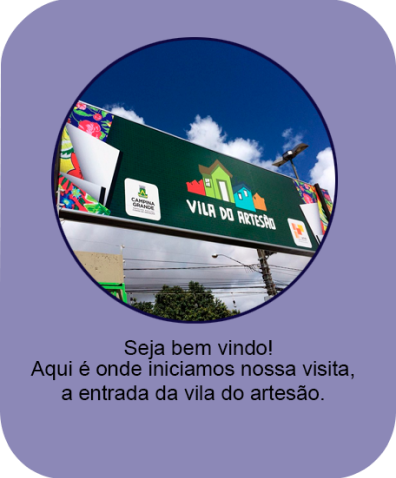 CAMPINA
GRANDE
VILA DO ARTESÃO
Seja bem vindo!
Aqui é onde iniciamos nossa visita,
a entrada da vila do artesão.